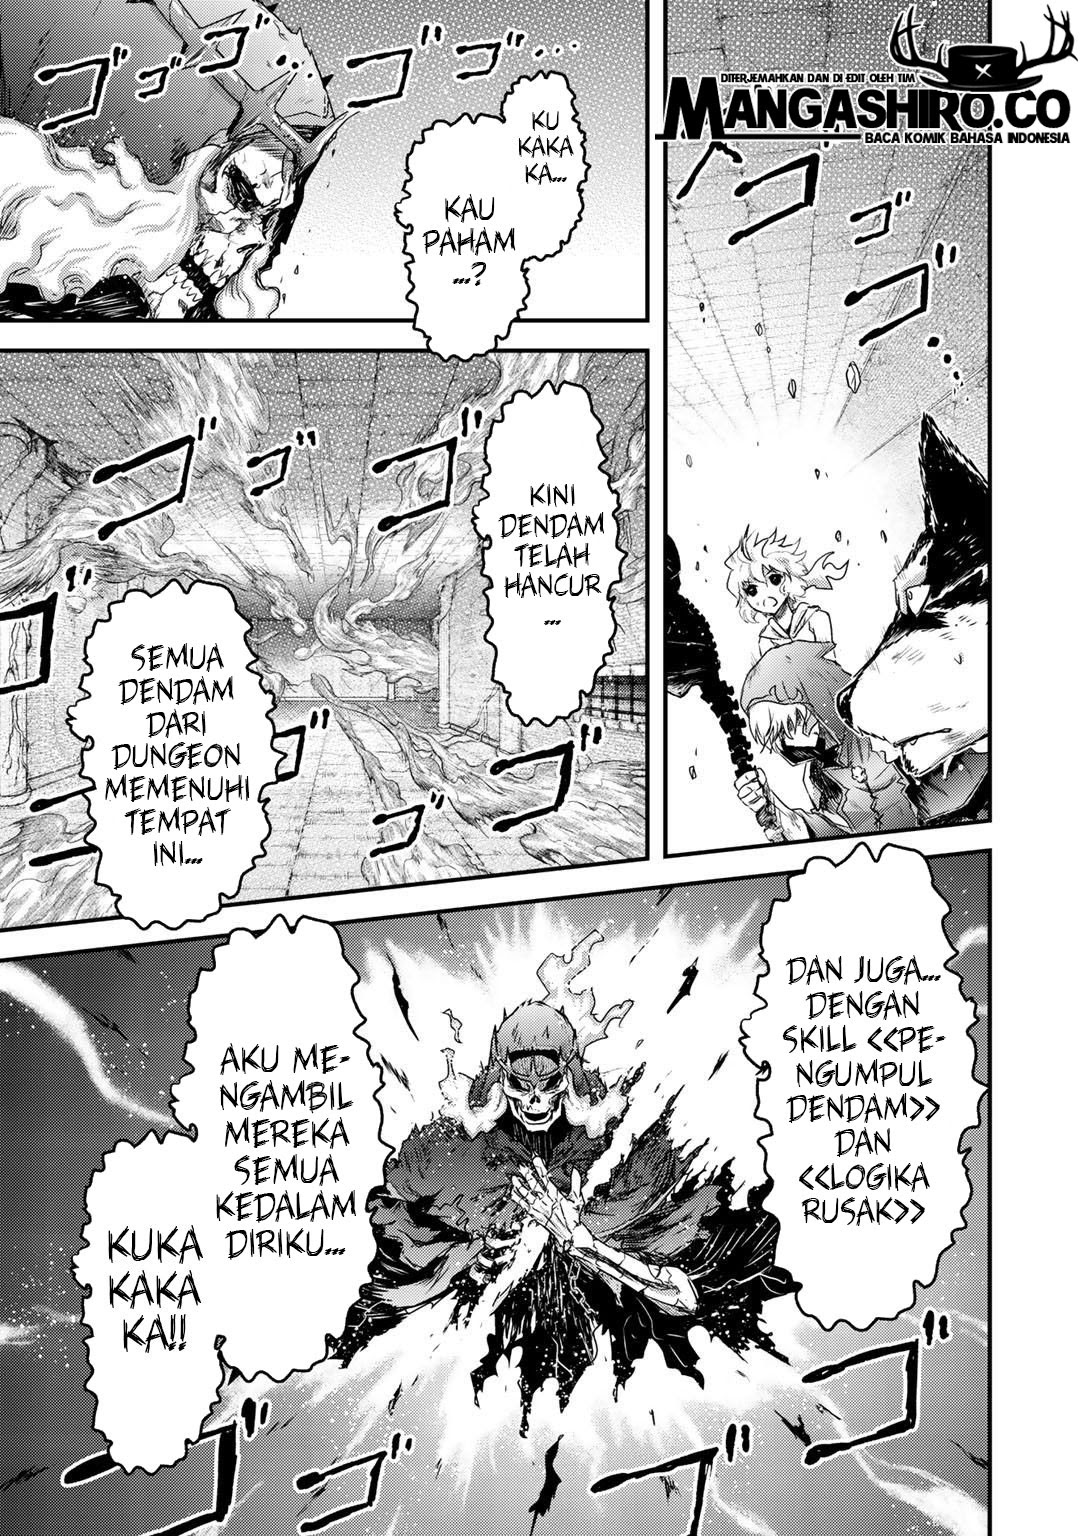 DITERJEMAHKAN DAN DI EDIT OLEH TIM
MANGASHIRO.CO
BACA KOMIK BAHASA INDONESIA
ゴゴゴ...
ゴゴゴ...
KU
KAKA
KA...
KAU
PAHAM
...?
ゴゴゴ
ゴゴゴ
KINI
DENDAM
TELAH
HANCUR
...
SEMUA
DENDAM
DARI
DUNGEON
MEMENUHI
TEMPAT
INI...
DAN JUGA...
DENGAN
SKILL <<PE-
NGUMPUL
DENDAM>>
DAN
<<LOGIKA
RUSAK>>
AKU ME-
NGAMBIL
MEREKA
SEMUA
KEDALAM
DIRIKU...
KUKA
KAKA
KA!!
ゴゴゴゴゴ